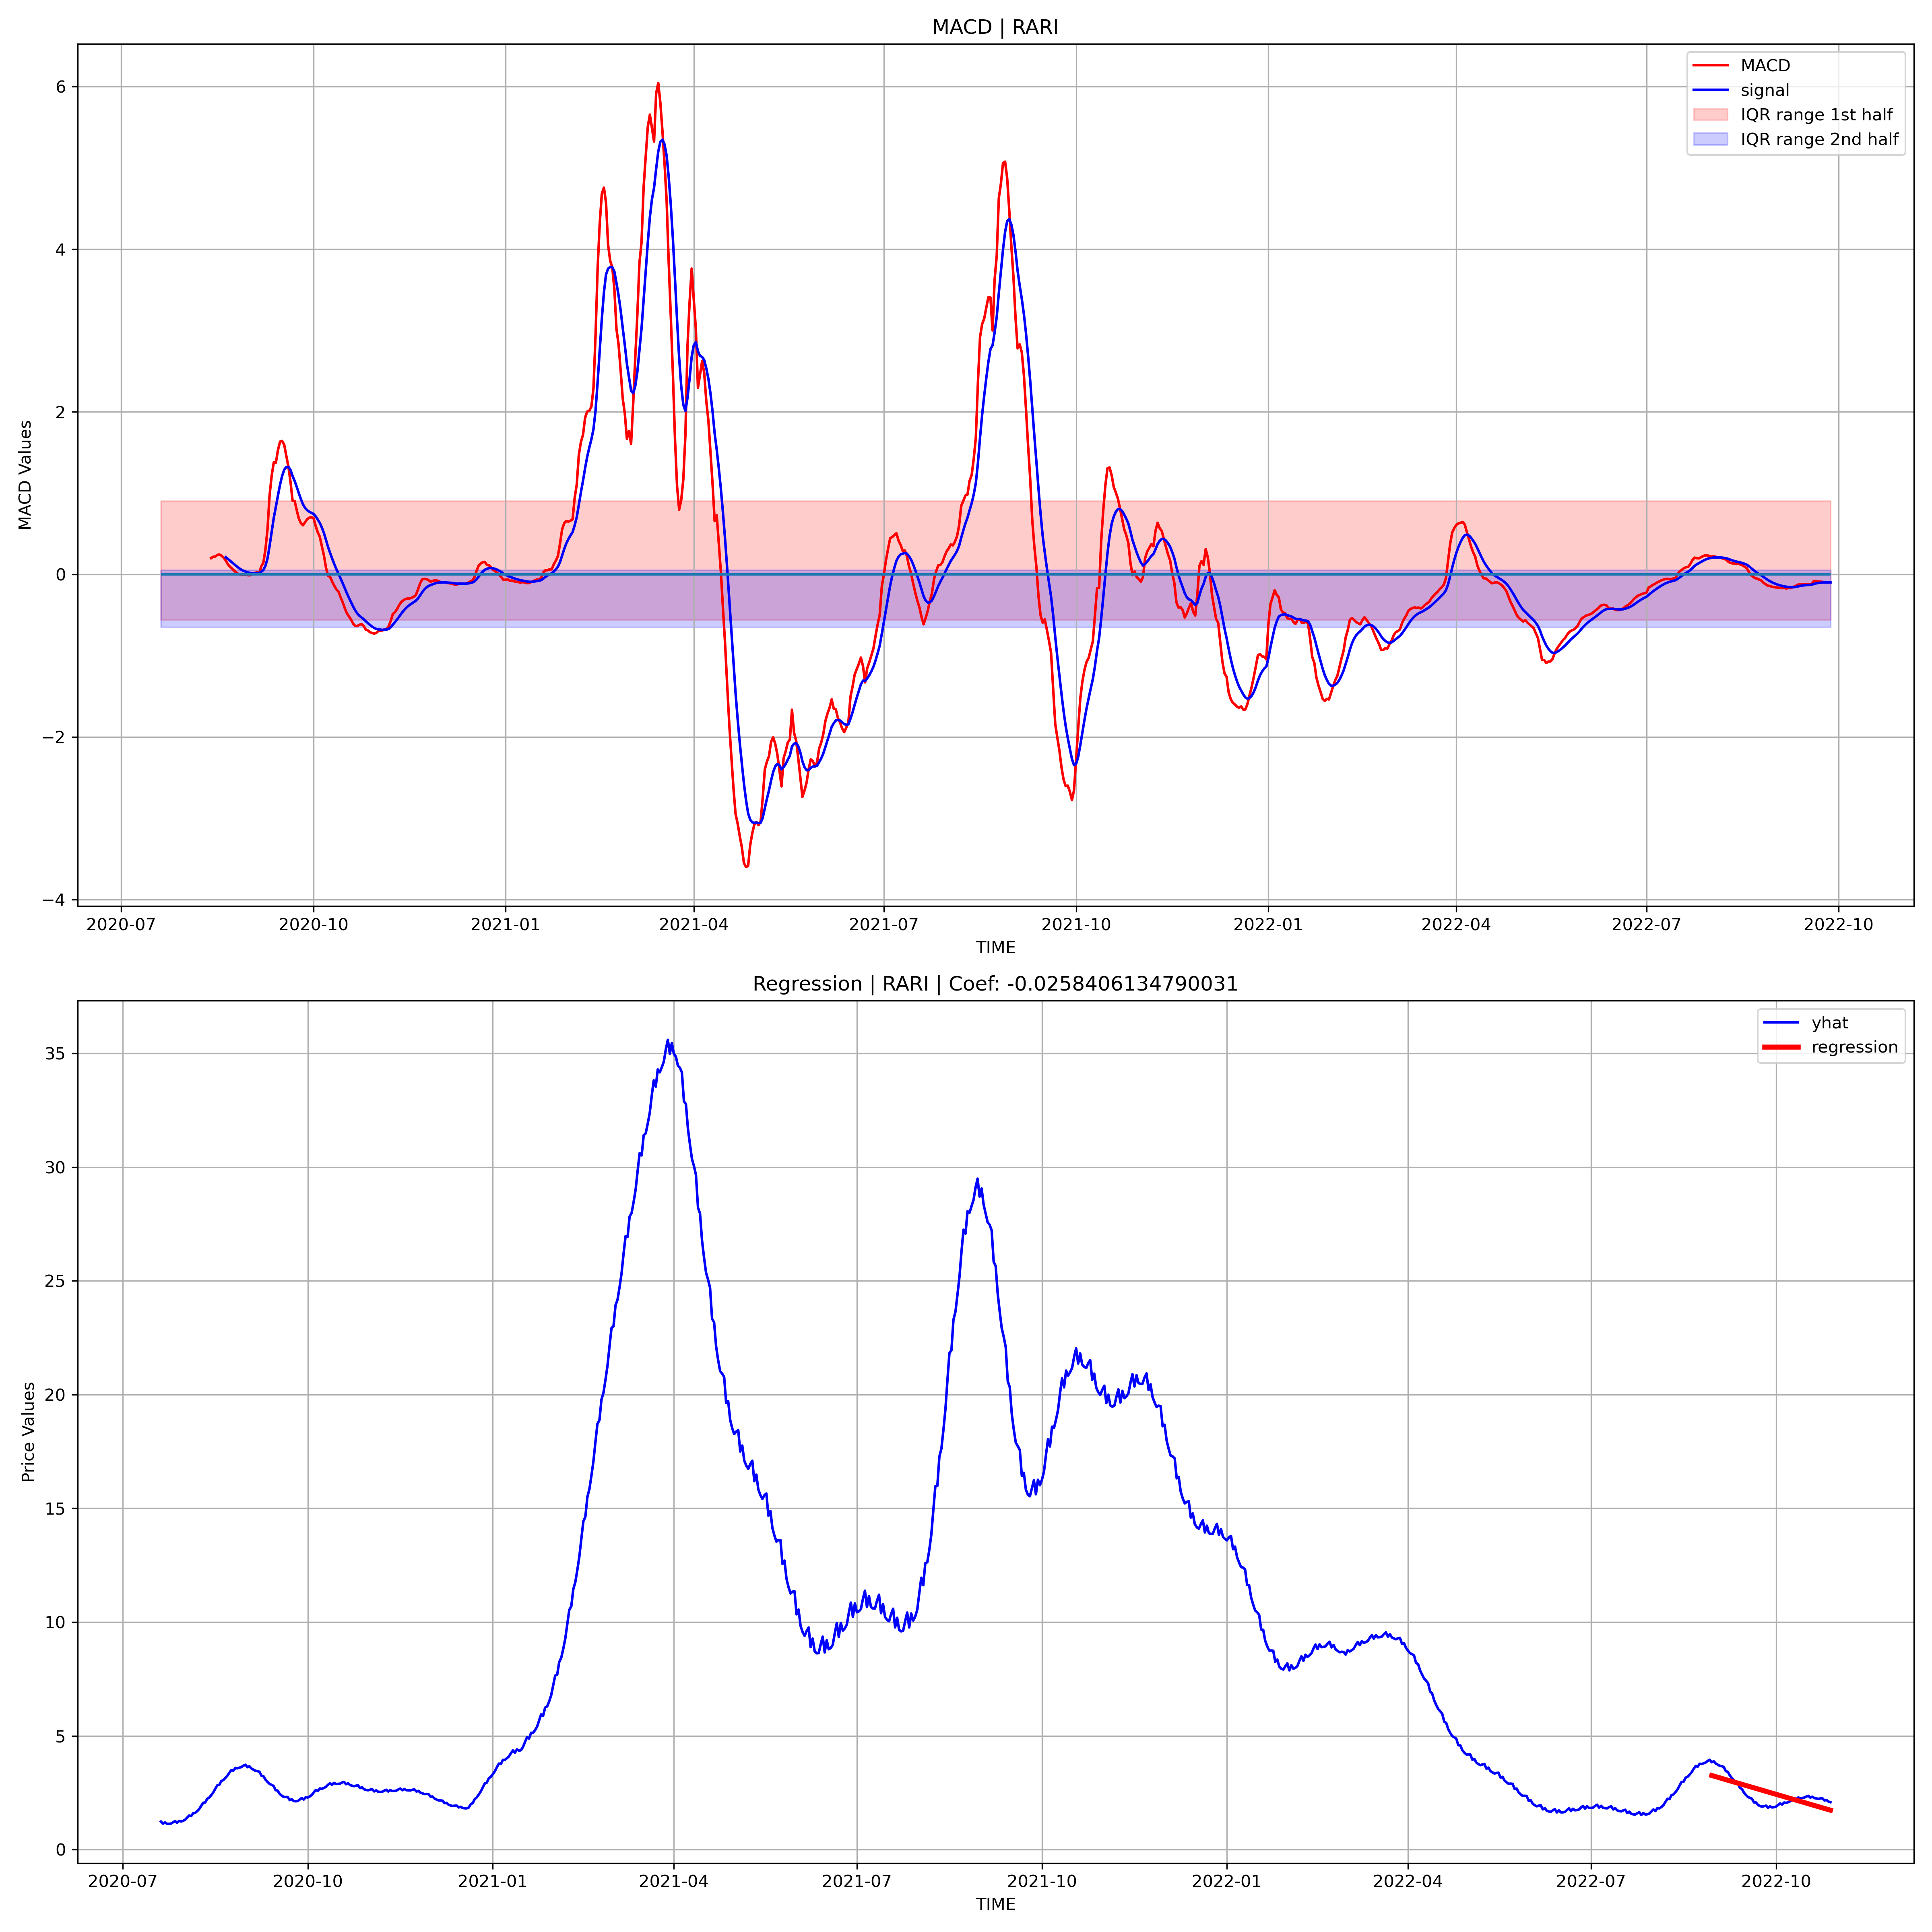 MACD | RARI
MACD
signal
IQR range 1st half
IQR range 2nd half
MACD Values
6
4
2
0
−2
−4
2020-07 2020-10 2021-01 2021-04 2021-07 2021-10 2022-01 2022-04 2022-07 2022-10
TIME
Regression | RARI | Coef: -0.0258406134790031
yhat
regression
Price Values
35
30
25
20
15
10
5
0
2020-07 2020-10 2021-01 2021-04 2021-07 2021-10 2022-01 2022-04 2022-07 2022-10
TIME